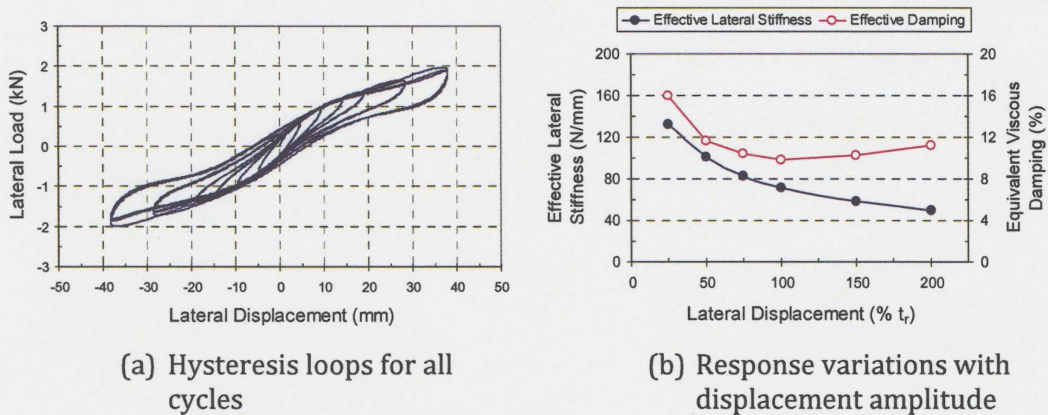 3
2
1
0
-1
-2
-3
-50 -40 -30 -20 -10 0 10 20 30 40 50
Lateral Load (kN)
Lateral Displacement (mm)
(a) Hysteresis loops for all
cycles
Effective Lateral Stiffness Effective Damping
200
160
120
80
40
0
Effective Lateral
Stiffness (N/mm)
20
16
12
8
4
0
Equivalent Viscous
Damping (%)
0 50 100 150 200
Lateral Displacement (% tᵣ)
(b) Response variations with
displacement amplitude